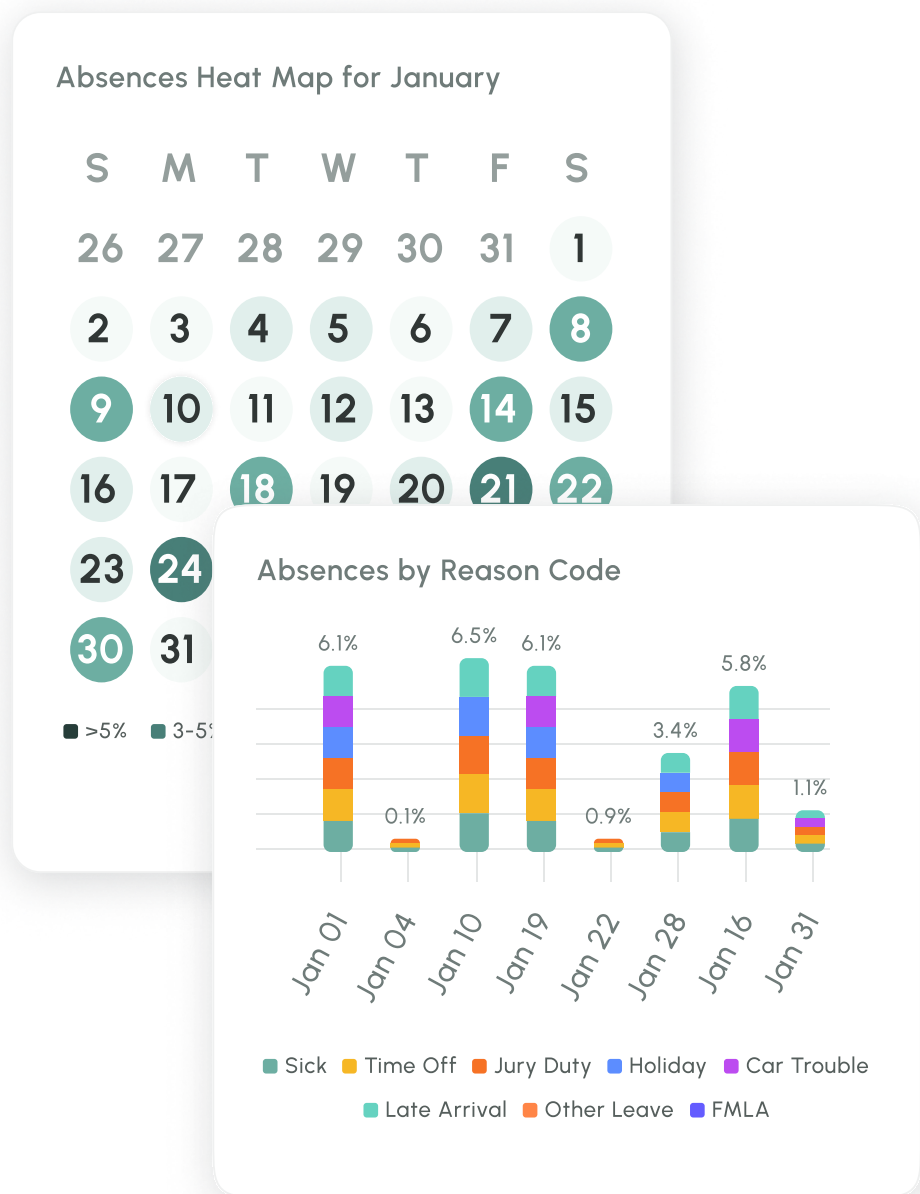 Absences Heat Map for January
S M T W T F S
26 27 28 29 30 31 1
2 3 4 5 6 7 8
9 10 11 12 13 14 15
16 17 18 19 20 21 22
23 24
30 31
>5% 3-5%
Absences by Reason Code
6.1% 0.1% 6.5% 6.1% 0.9% 3.4% 5.8% 1.1%
Jan 01 Jan 04 Jan 10 Jan 19 Jan 22 Jan 28 Jan 16 Jan 31
Sick Time Off Jury Duty Holiday Car Trouble
Late Arrival Other Leave FMLA